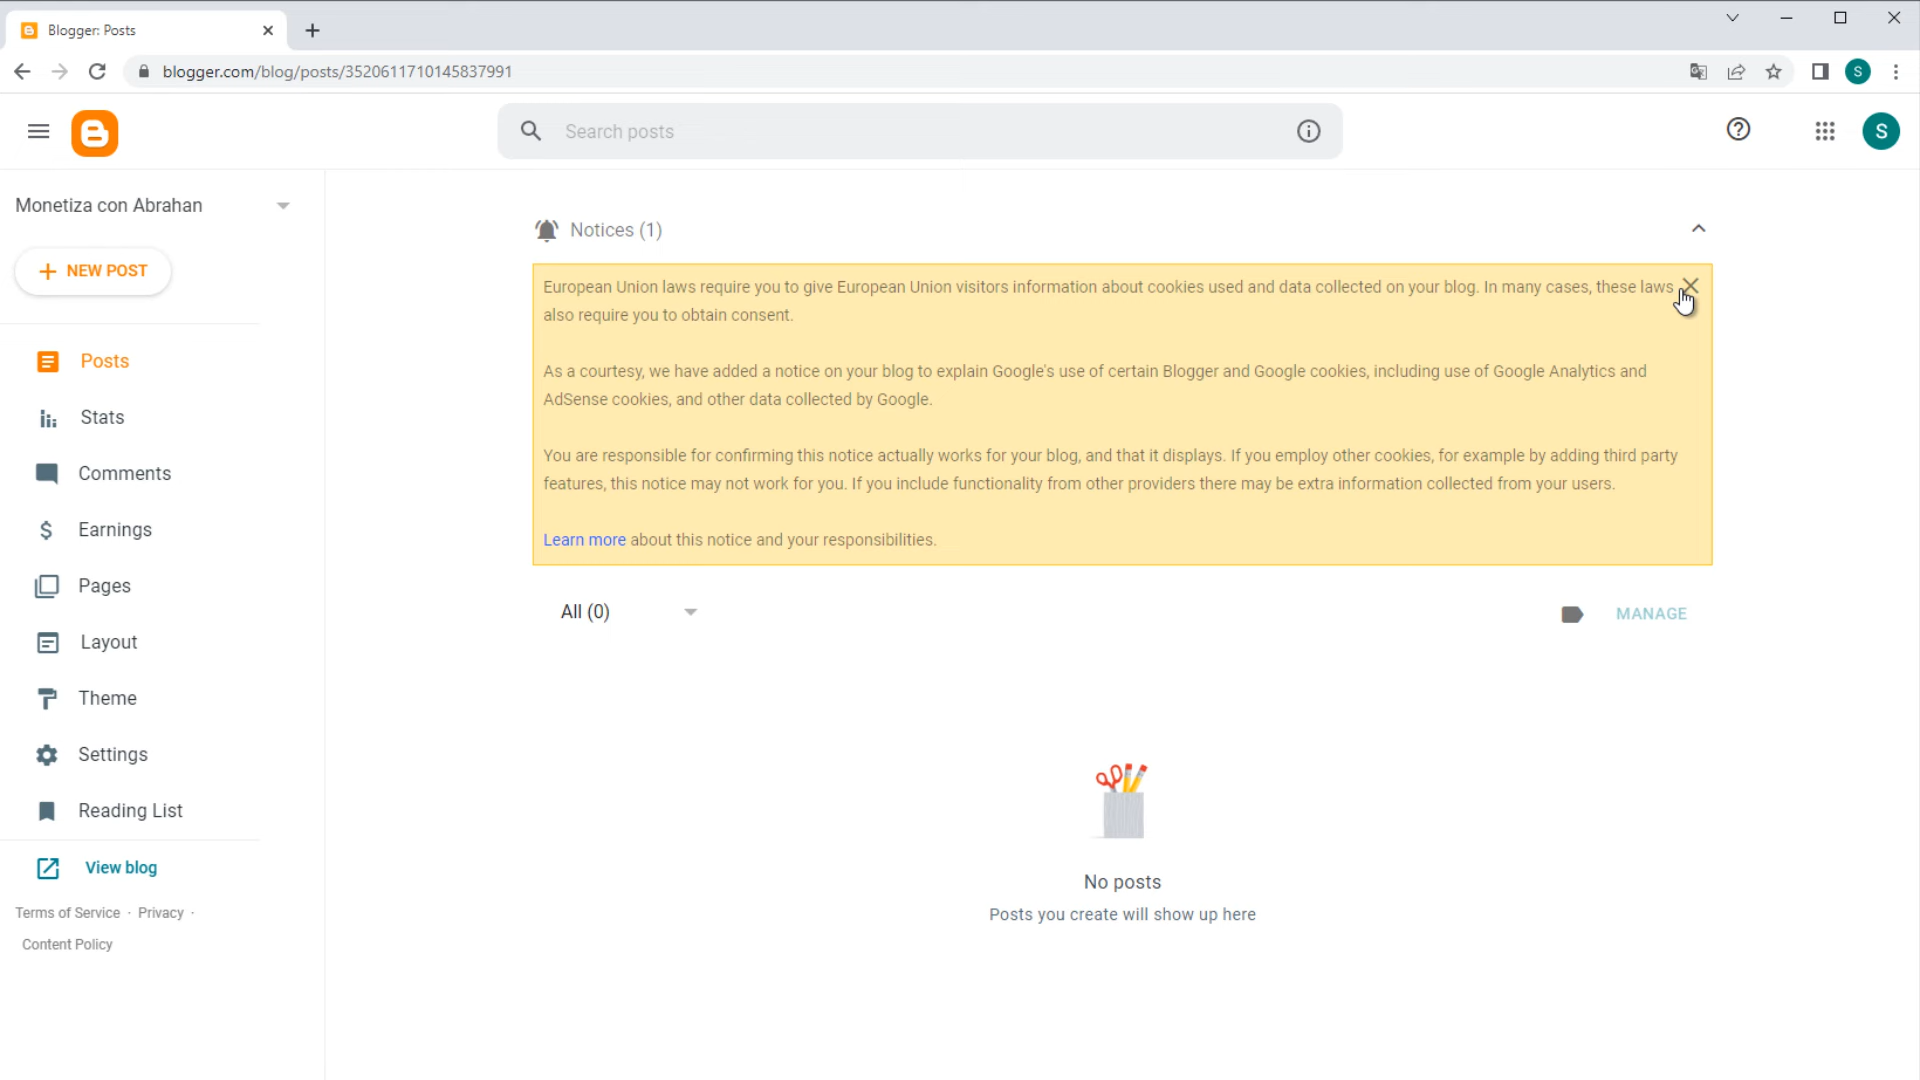 Blogger: Posts
blogger.com/blog/posts/3520611710145837991
S
Search posts
S
Monetiza con Abrahan
NEW POST
Posts
Stats
Comments
Earnings
Pages
Layout
Theme
Settings
Reading List
View blog
Terms of Service · Privacy ·
Content Policy
Notices (1)
European Union laws require you to give European Union visitors information about cookies used and data collected on your blog. In many cases, these laws
also require you to obtain consent.
As a courtesy, we have added a notice on your blog to explain Google's use of certain Blogger and Google cookies, including use of Google Analytics and
AdSense cookies, and other data collected by Google.
You are responsible for confirming this notice actually works for your blog, and that it displays. If you employ other cookies, for example by adding third party
features, this notice may not work for you. If you include functionality from other providers there may be extra information collected from your users.
Learn more about this notice and your responsibilities.
All (0)
MANAGE
No posts
Posts you create will show up here